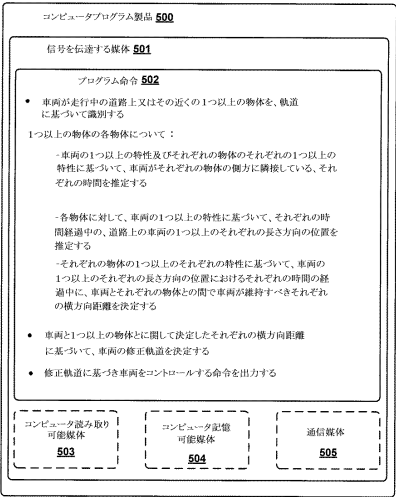 コンピュータプログラム製品 500
信号を伝達する媒体 501
プログラム命令 502
• 車両が走行中の道路上又はその近くの1つ以上の物体を、軌道
に基づいて識別する
1つ以上の物体の各物体について：
-車両の1つ以上の特性及びそれぞれの物体のそれぞれの1つ以上の
特性に基づいて、車両がそれぞれの物体の側方に隣接している、それ
ぞれの時間を推定する
-各物体に対して、車両の1つ以上の特性に基づいて、それぞれの時
間経過中の、道路上の車両の1つ以上のそれぞれの長さ方向の位置を
推定する
-それぞれの物体の1つ以上のそれぞれの特性に基づいて、車両の
1つ以上のそれぞれの長さ方向の位置におけるそれぞれの時間の経
過中に、車両とそれぞれの物体との間で車両が維持すべきそれぞれ
の横方向距離を決定する
• 車両と1つ以上の物体とに関して決定したそれぞれの横方向距離
に基づいて、車両の修正軌道を決定する
• 修正軌道に基づき車両をコントロールする命令を出力する
コンピュータ読み取り
可能媒体
503
コンピュータ記憶
可能媒体
504
通信媒体
505